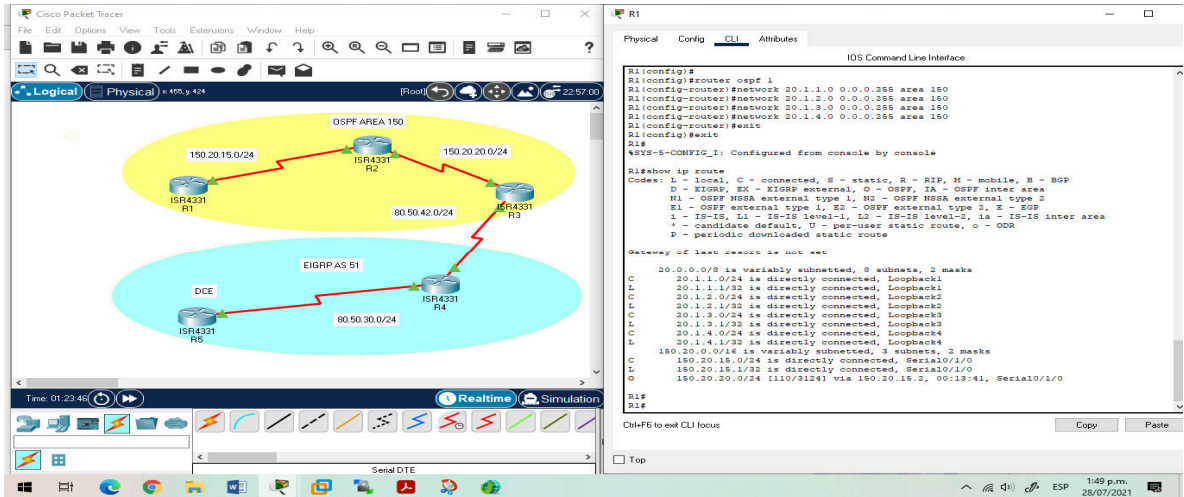 Cisco Packet Tracer
File Edit Options View Tools Extensions Window Help
?
Logical Physical x: 455, y: 424 [Root] 22:57:00
OSPF AREA 150
150.20.15.0/24
150.20.20.0/24
ISR4331
R2
ISR4331
R1
ISR4331
R3
80.50.42.0/24
EIGRP AS 51
DCE
ISR4331
R4
80.50.30.0/24
ISR4331
R5
Time: 01:23:46 Realtime Simulation
Serial DTE
R1
Physical Config CLI Attributes
IOS Command Line Interface
R1(config)#
R1(config)#router ospf 1
R1(config-router)#network 20.1.1.0 0.0.0.255 area 150
R1(config-router)#network 20.1.2.0 0.0.0.255 area 150
R1(config-router)#network 20.1.3.0 0.0.0.255 area 150
R1(config-router)#network 20.1.4.0 0.0.0.255 area 150
R1(config-router)#exit
R1(config)#exit
R1#
%SYS-5-CONFIG_I: Configured from console by console
R1#show ip route
Codes: L - local, C - connected, S - static, R - RIP, M - mobile, B - BGP
D - EIGRP, EX - EIGRP external, O - OSPF, IA - OSPF inter area
N1 - OSPF NSSA external type 1, N2 - OSPF NSSA external type 2
E1 - OSPF external type 1, E2 - OSPF external type 2, E - EGP
i - IS-IS, L1 - IS-IS level-1, L2 - IS-IS level-2, ia - IS-IS inter area
* - candidate default, U - per-user static route, o - ODR
P - periodic downloaded static route
Gateway of last resort is not set
20.0.0.0/8 is variably subnetted, 8 subnets, 2 masks
C 20.1.1.0/24 is directly connected, Loopback1
L 20.1.1.1/32 is directly connected, Loopback1
C 20.1.2.0/24 is directly connected, Loopback2
L 20.1.2.1/32 is directly connected, Loopback2
C 20.1.3.0/24 is directly connected, Loopback3
L 20.1.3.1/32 is directly connected, Loopback3
C 20.1.4.0/24 is directly connected, Loopback4
L 20.1.4.1/32 is directly connected, Loopback4
150.20.0.0/16 is variably subnetted, 3 subnets, 2 masks
C 150.20.15.0/24 is directly connected, Serial0/1/0
L 150.20.15.1/32 is directly connected, Serial0/1/0
O 150.20.20.0/24 [110/3124] via 150.20.15.2, 00:13:41, Serial0/1/0
R1#
R1#
Ctrl+F6 to exit CLI focus Copy Paste
Top
ESP 1:49 p.m.
28/07/2021